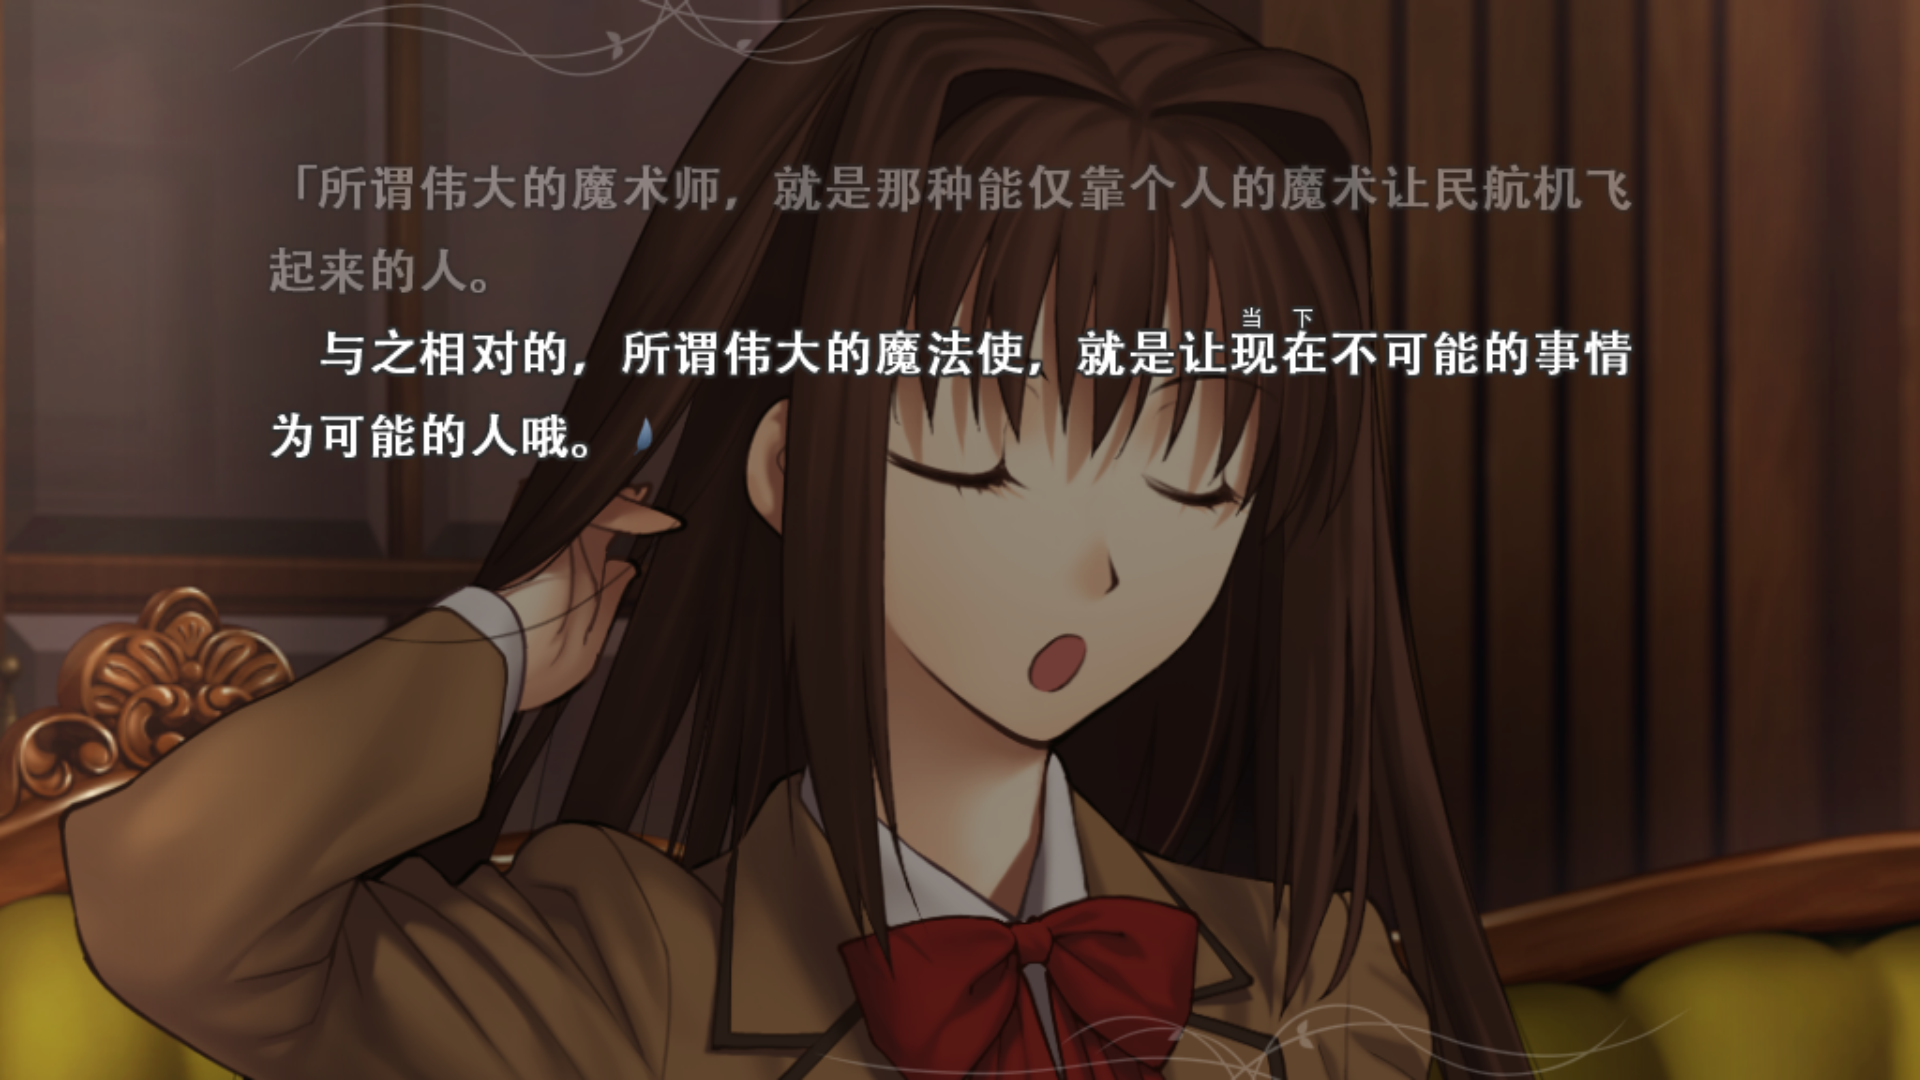 「所谓伟大的魔术师，就是那种能仅靠个人的魔术让民航机飞
起来的人。
当下
与之相对的，所谓伟大的魔法使，就是让现在不可能的事情
为可能的人哦。